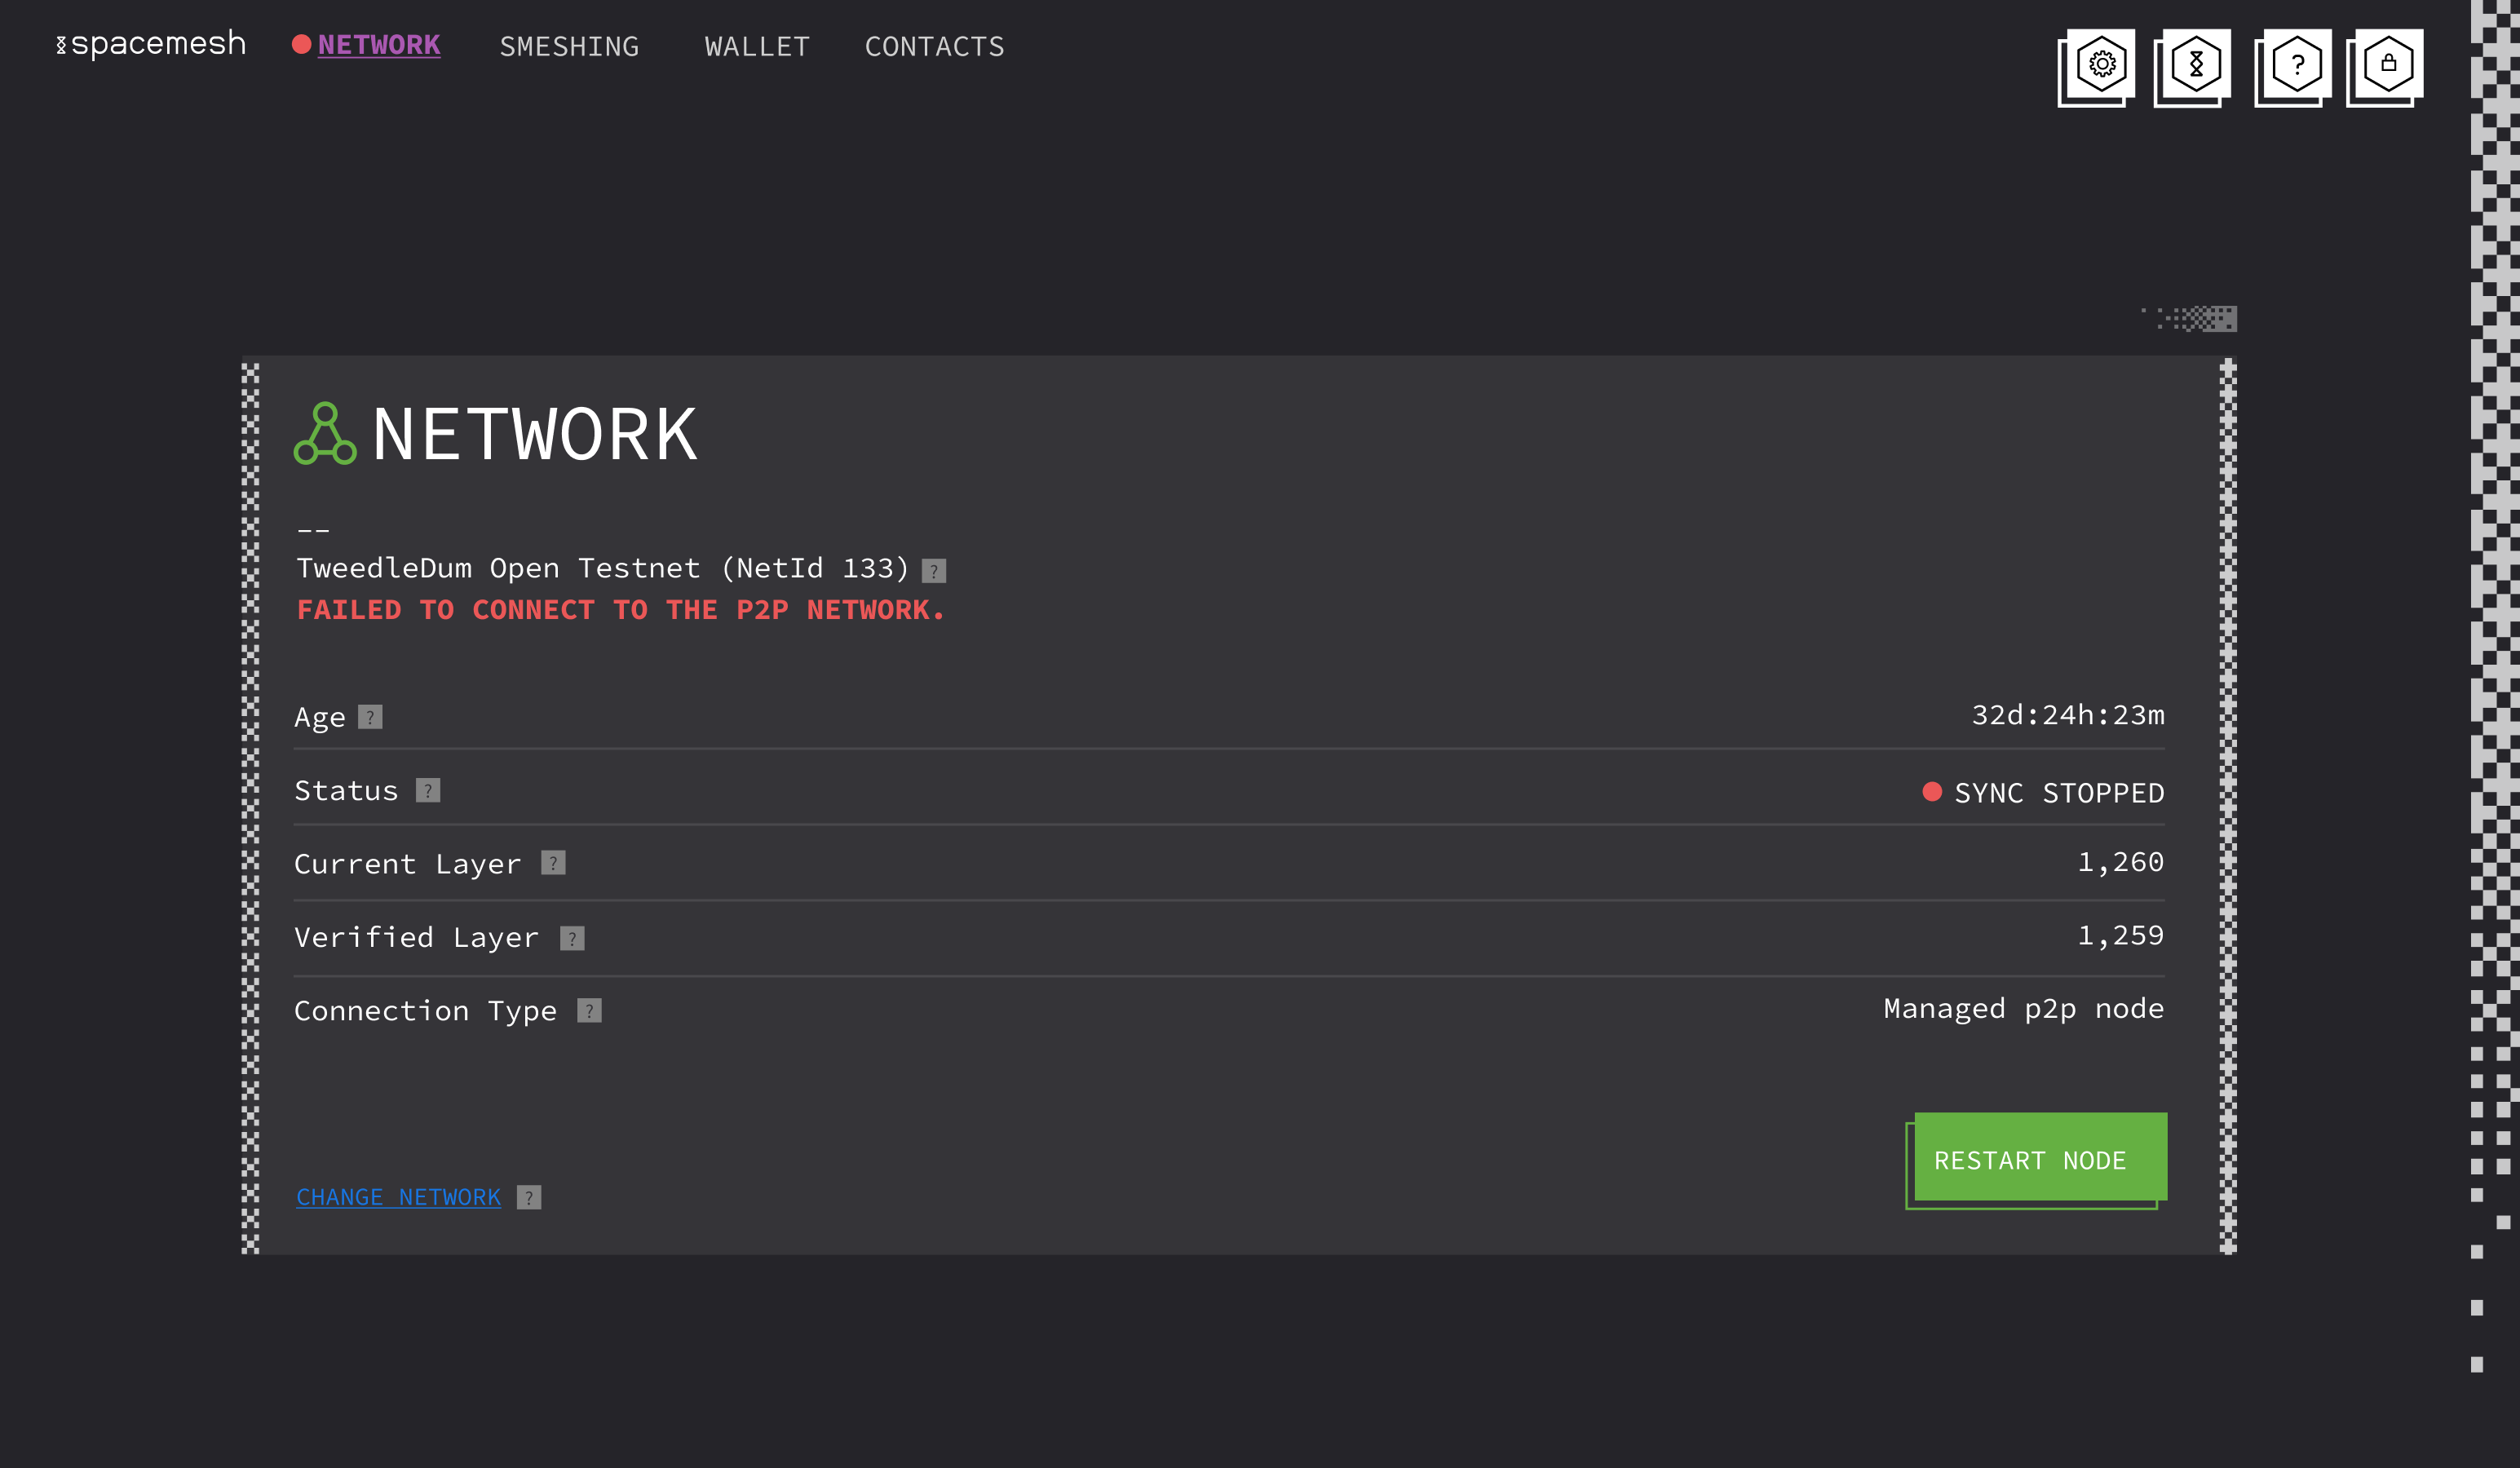 spacemesh
NETWORK
SMESHING
WALLET
CONTACTS
?
NETWORK
––
TweedleDum Open Testnet (NetId 133) ?
FAILED TO CONNECT TO THE P2P NETWORK.
Age ? 32d:24h:23m
Status ? SYNC STOPPED
Current Layer ? 1,260
Verified Layer ? 1,259
Connection Type ? Managed p2p node
RESTART NODE
CHANGE NETWORK ?